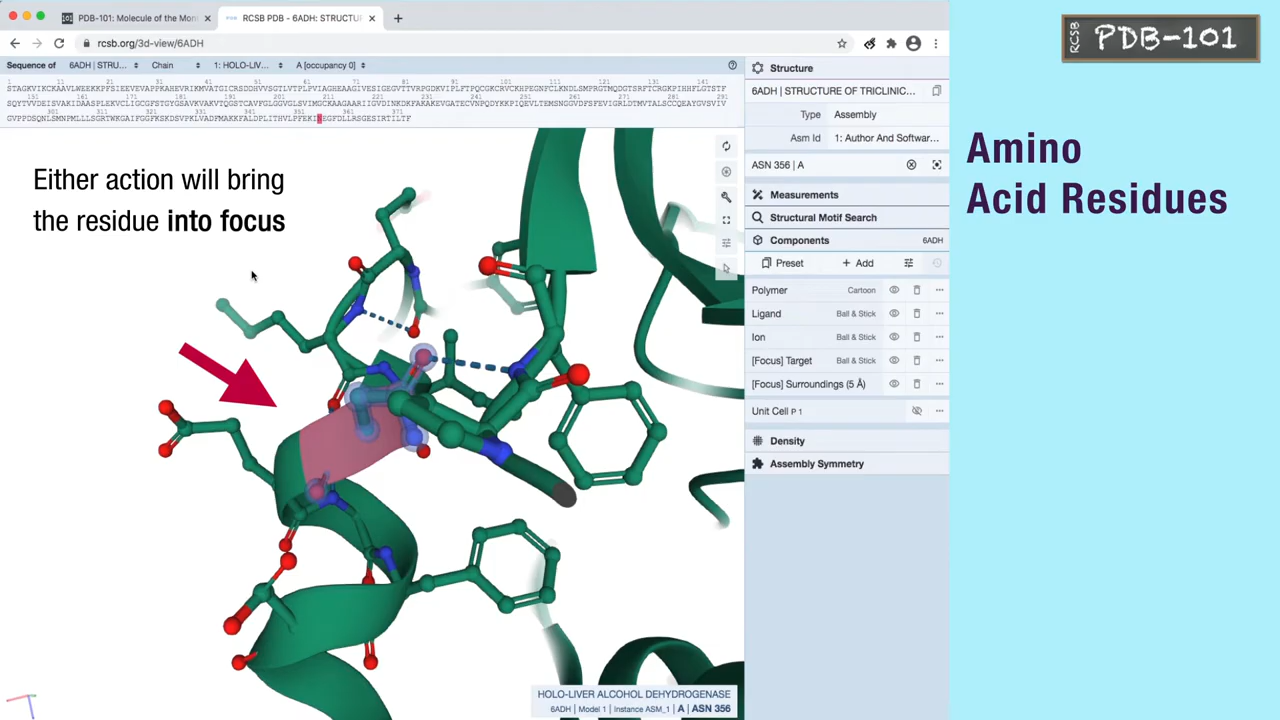 PDB-101: Molecule of the Mon
RCSB PDB - 6ADH: STRUCTUR
rcsb.org/3d-view/6ADH
Sequence of
6ADH | STRU...
Chain
1: HOLO-LIV...
A [occupancy 0]
Either action will bring
the residue into focus
HOLO-LIVER ALCOHOL DEHYDROGENASE
6ADH | Model 1 | Instance ASM_1 | A | ASN 356
Structure
6ADH | STRUCTURE OF TRICLINIC...
Type Assembly
Asm Id 1: Author And Softwar...
ASN 356 | A
Measurements
Structural Motif Search
Components 6ADH
Preset + Add
Polymer Cartoon
Ligand Ball & Stick
Ion Ball & Stick
[Focus] Target Ball & Stick
[Focus] Surroundings (5 Å)
Unit Cell P 1
Density
Assembly Symmetry
RCSB PDB-101
Amino
Acid Residues